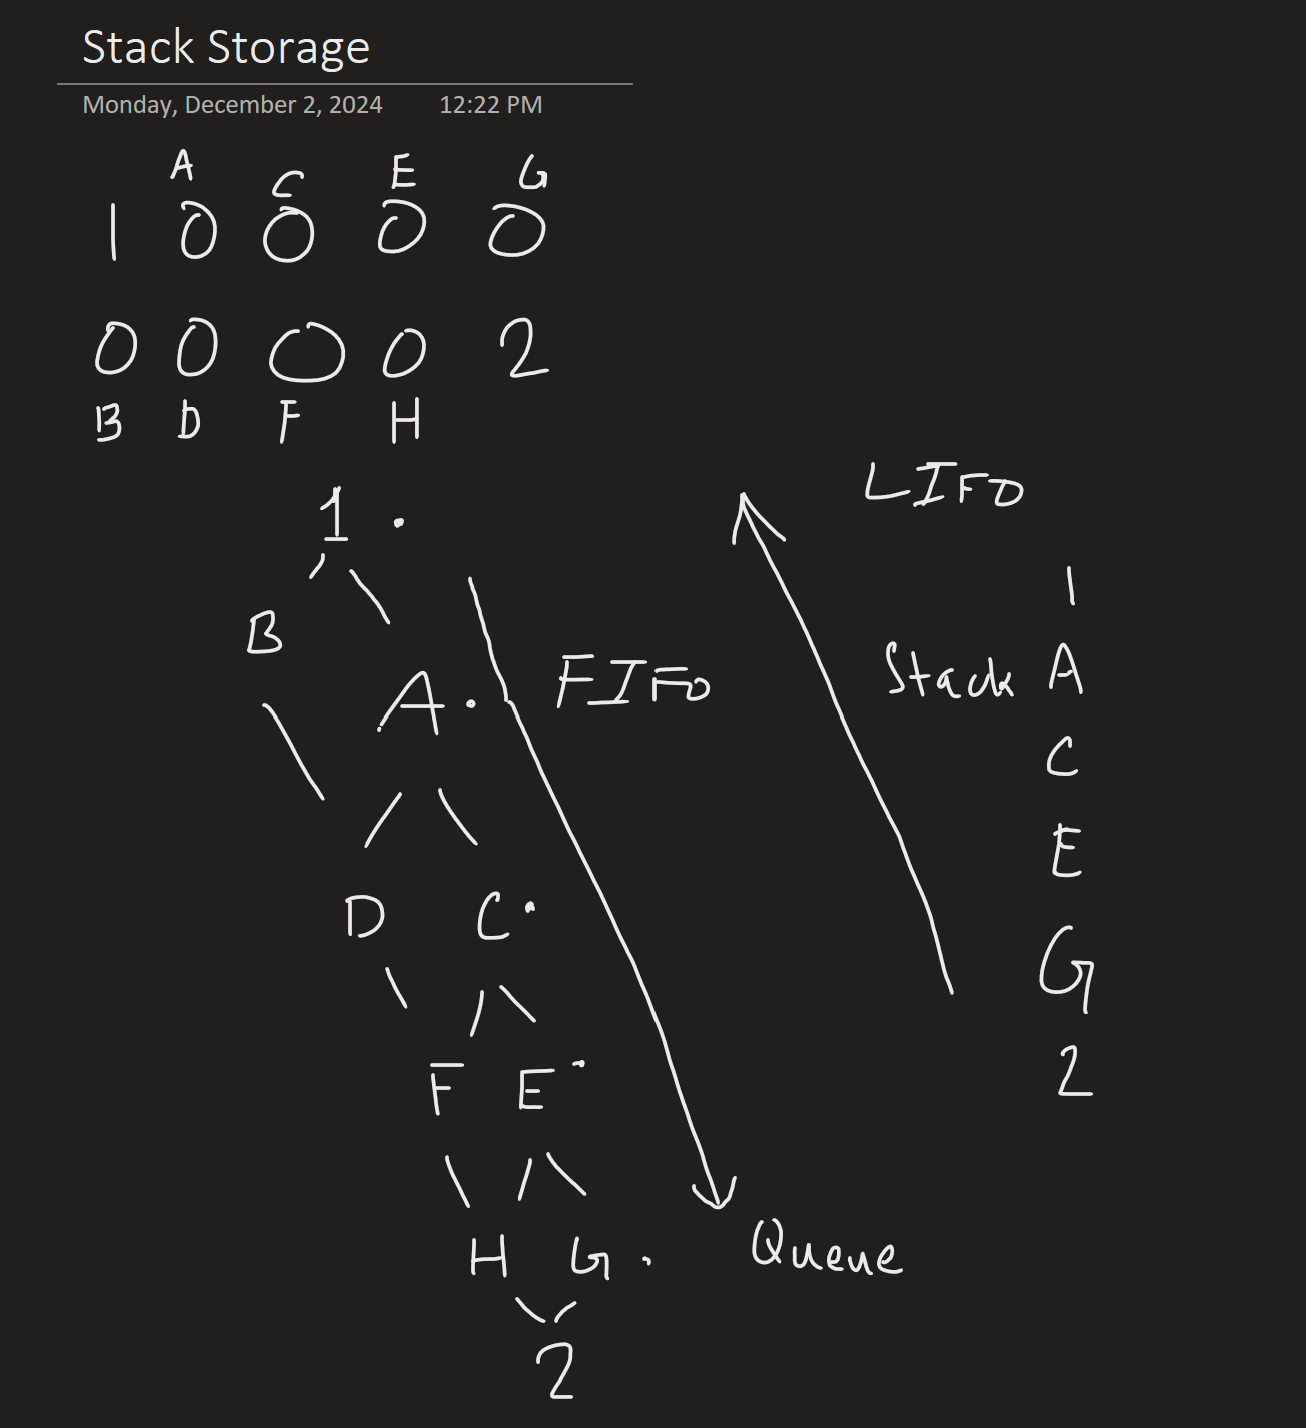 Stack Storage
Monday, December 2, 2024 12:22 PM
A C E G
1 0 0 0 0
0 0 0 0 2
B D F H
LIFO
1 .
1
B
FIFO
Stack A
A .
C
E
D C .
G
F E .
2
H G .
Queue
2